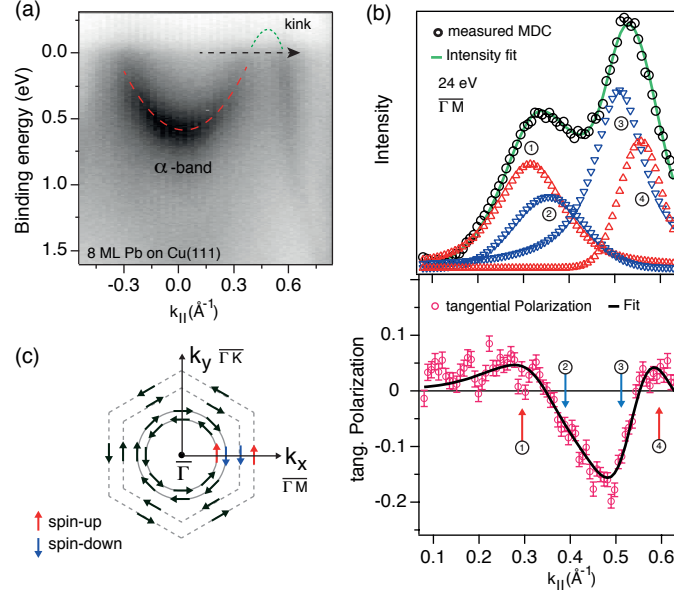 (a)
kink
0.0
0.5
1.0
1.5
Binding energy (eV)
α -band
8 ML Pb on Cu(111)
-0.3 0.0 0.3 0.6
k||(Å⁻¹)
(b)
measured MDC
Intensity fit
24 eV
Γ̅M̅
Intensity
1
2
3
4
tangential Polarization Fit
0.1
0
-0.1
-0.2
tang. Polarization
1
2
3
4
0.1 0.2 0.3 0.4 0.5 0.6
k||(Å⁻¹)
(c)
ky Γ̅K̅
Γ̅
kx
Γ̅M̅
spin-up
spin-down